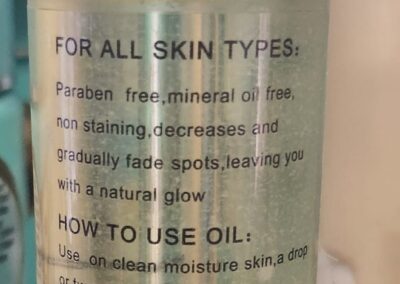 FOR ALL SKIN TYPES:
Paraben free,mineral oil free,
non staining,decreases and
gradually fade spots,leaving you
with a natural glow
HOW TO USE OIL:
Use on clean moisture skin,a drop
or